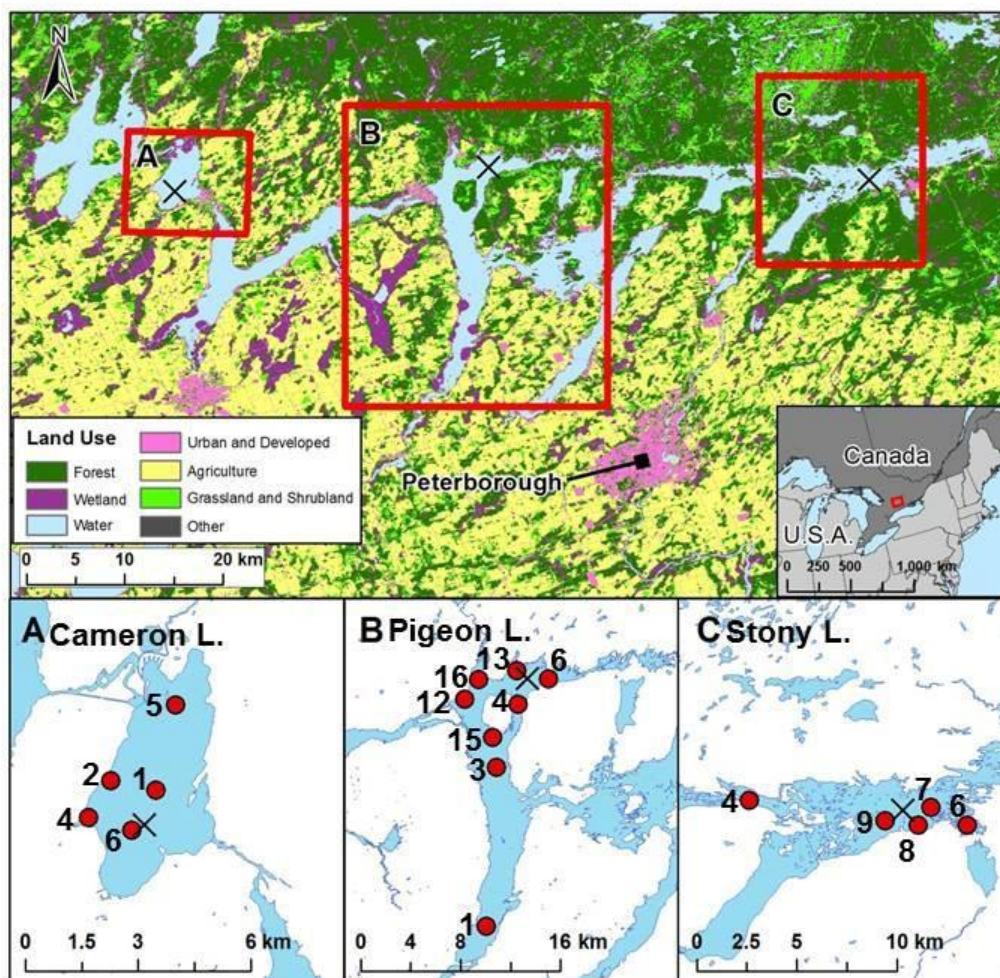 N
A
B
C
Land Use
Forest
Wetland
Water
Urban and Developed
Agriculture
Grassland and Shrubland
Other
0 5 10 20 km
Peterborough
Canada
U.S.A.
0 250 500 1,000 km
A Cameron L.
5
2
1
4
6
0 1.5 3 6 km
B Pigeon L.
13
6
16
12
4
15
3
1
0 4 8 16 km
C Stony L.
4
7
6
9
8
0 2.5 5 10 km